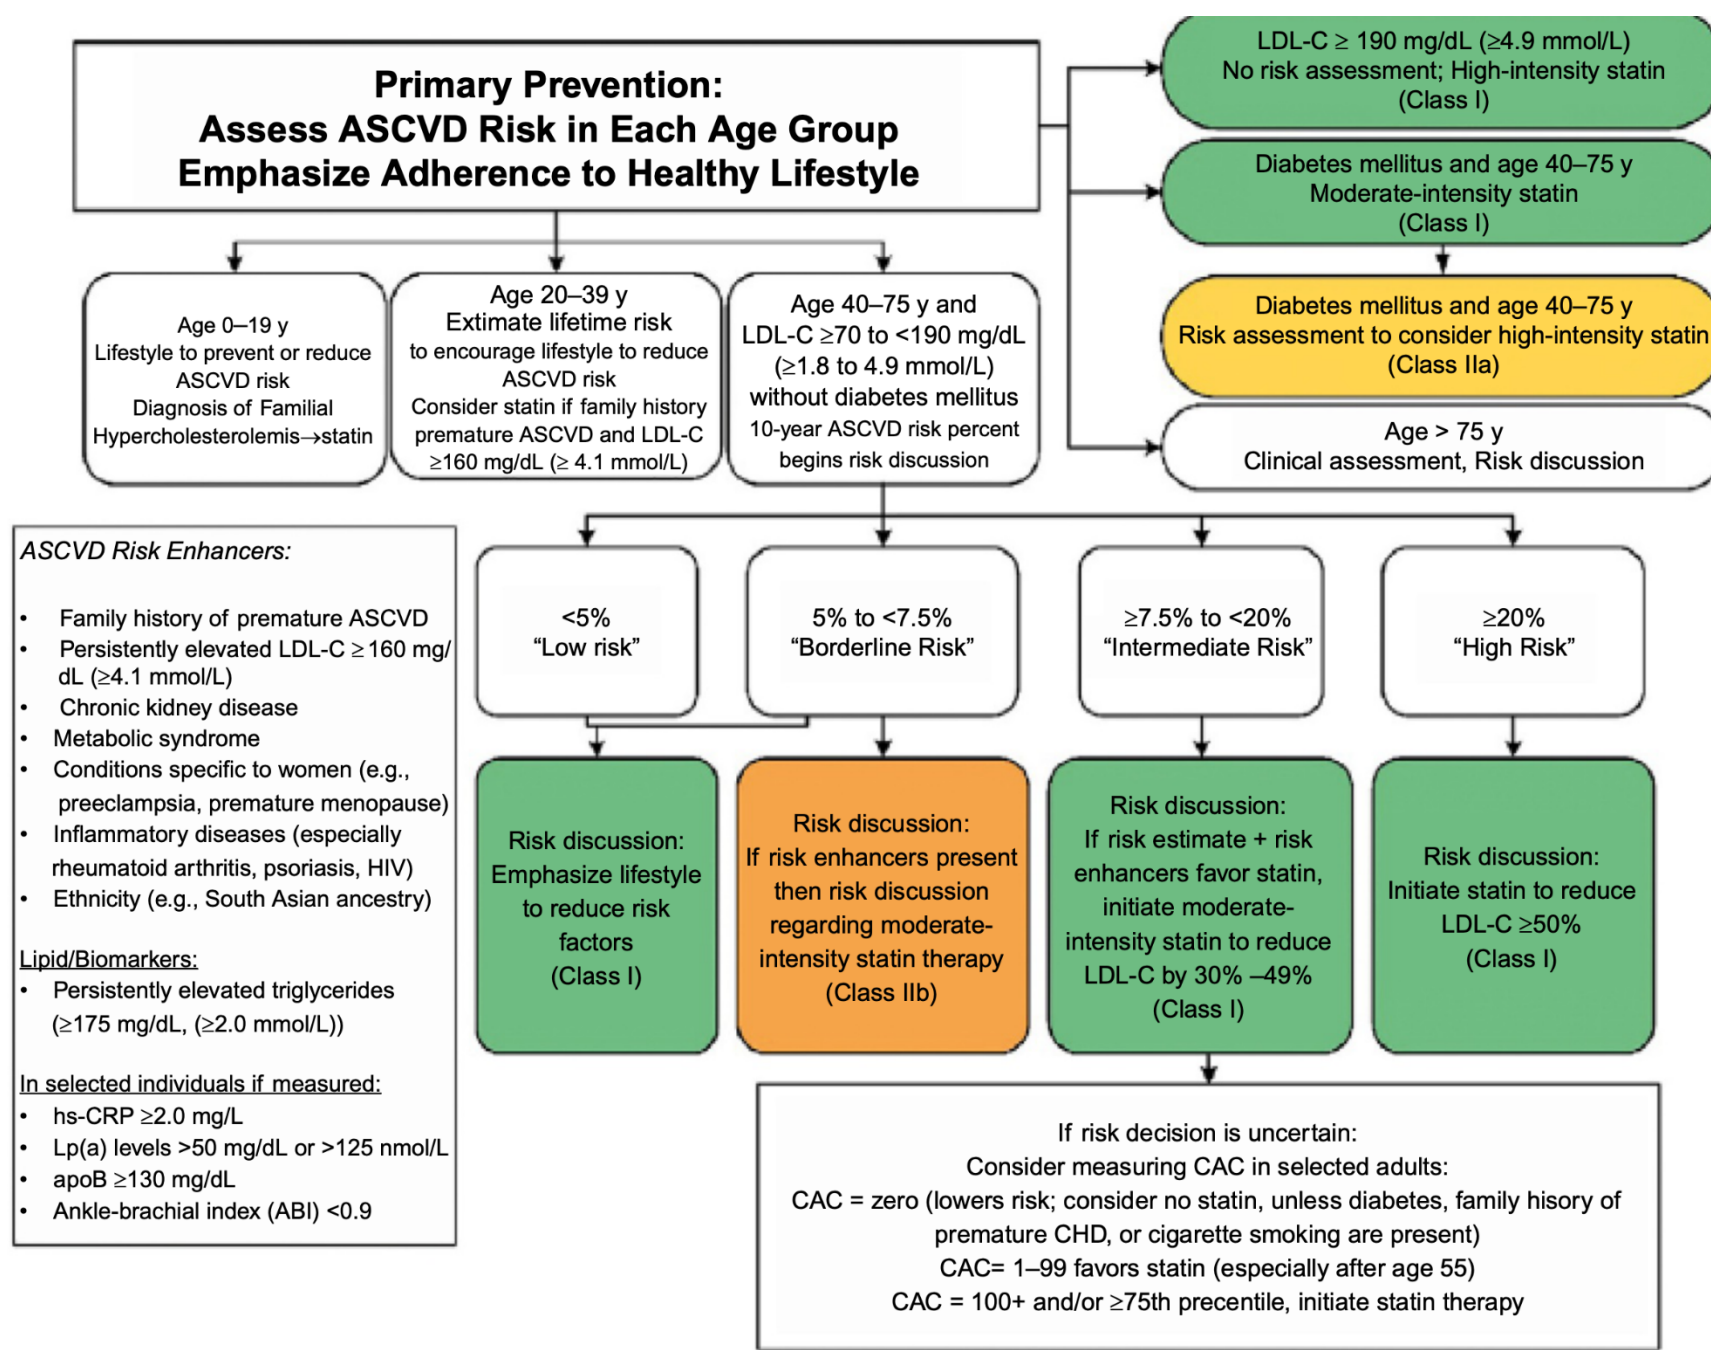 Primary Prevention:
Assess ASCVD Risk in Each Age Group
Emphasize Adherence to Healthy Lifestyle
LDL-C ≥ 190 mg/dL (≥4.9 mmol/L)
No risk assessment; High-intensity statin
(Class I)
Diabetes mellitus and age 40–75 y
Moderate-intensity statin
(Class I)
Diabetes mellitus and age 40–75 y
Risk assessment to consider high-intensity statin
(Class IIa)
Age > 75 y
Clinical assessment, Risk discussion
Age 0–19 y
Lifestyle to prevent or reduce
ASCVD risk
Diagnosis of Familial
Hypercholesterolemis→statin
Age 20–39 y
Extimate lifetime risk
to encourage lifestyle to reduce
ASCVD risk
Consider statin if family history
premature ASCVD and LDL-C
≥160 mg/dL (≥ 4.1 mmol/L)
Age 40–75 y and
LDL-C ≥70 to <190 mg/dL
(≥1.8 to 4.9 mmol/L)
without diabetes mellitus
10-year ASCVD risk percent
begins risk discussion
ASCVD Risk Enhancers:
• Family history of premature ASCVD
• Persistently elevated LDL-C ≥ 160 mg/
dL (≥4.1 mmol/L)
• Chronic kidney disease
• Metabolic syndrome
• Conditions specific to women (e.g.,
preeclampsia, premature menopause)
• Inflammatory diseases (especially
rheumatoid arthritis, psoriasis, HIV)
• Ethnicity (e.g., South Asian ancestry)
Lipid/Biomarkers:
• Persistently elevated triglycerides
(≥175 mg/dL, (≥2.0 mmol/L))
In selected individuals if measured:
• hs-CRP ≥2.0 mg/L
• Lp(a) levels >50 mg/dL or >125 nmol/L
• apoB ≥130 mg/dL
• Ankle-brachial index (ABI) <0.9
<5%
“Low risk”
5% to <7.5%
“Borderline Risk”
≥7.5% to <20%
“Intermediate Risk”
≥20%
“High Risk”
Risk discussion:
Emphasize lifestyle
to reduce risk
factors
(Class I)
Risk discussion:
If risk enhancers present
then risk discussion
regarding moderate-
intensity statin therapy
(Class IIb)
Risk discussion:
If risk estimate + risk
enhancers favor statin,
initiate moderate-
intensity statin to reduce
LDL-C by 30% –49%
(Class I)
Risk discussion:
Initiate statin to reduce
LDL-C ≥50%
(Class I)
If risk decision is uncertain:
Consider measuring CAC in selected adults:
CAC = zero (lowers risk; consider no statin, unless diabetes, family hisory of
premature CHD, or cigarette smoking are present)
CAC= 1–99 favors statin (especially after age 55)
CAC = 100+ and/or ≥75th precentile, initiate statin therapy